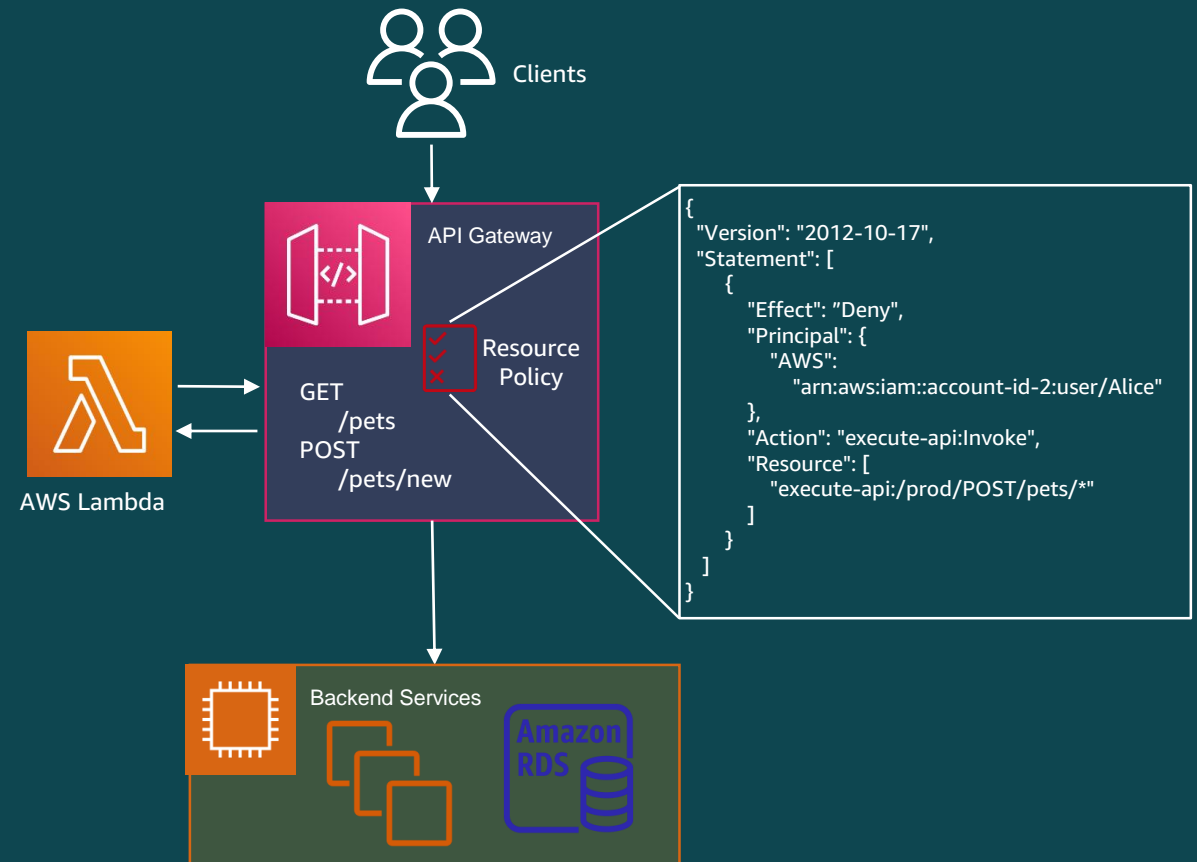 Clients
API Gateway
</>
Resource
Policy
GET
/pets
POST
/pets/new
AWS Lambda
{
"Version": "2012-10-17",
"Statement": [
{
"Effect": ”Deny",
"Principal": {
"AWS":
"arn:aws:iam::account-id-2:user/Alice"
},
"Action": "execute-api:Invoke",
"Resource": [
"execute-api:/prod/POST/pets/*"
]
}
]
}
Backend Services
Amazon
RDS